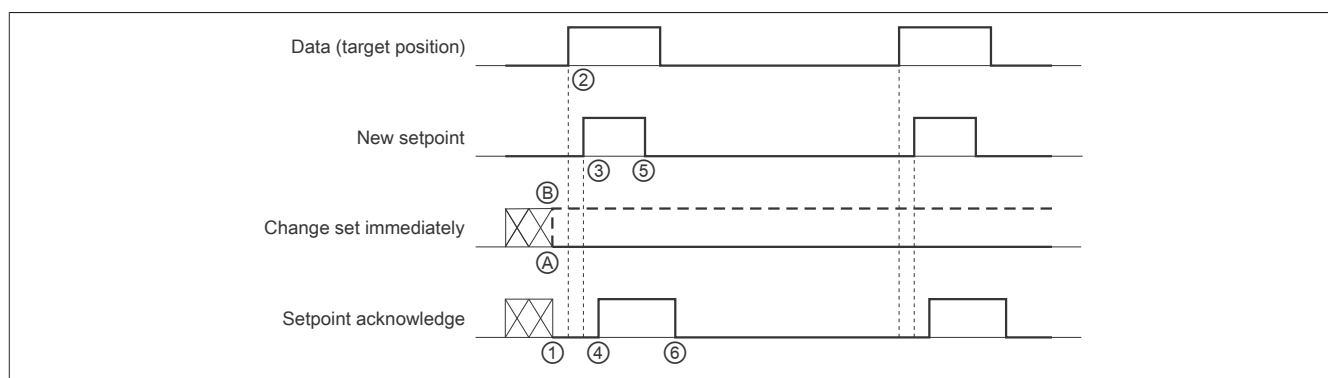 Data (target position)
②
New setpoint
③ ⑤
Ⓑ
Change set immediately
Ⓐ
Setpoint acknowledge
① ④ ⑥